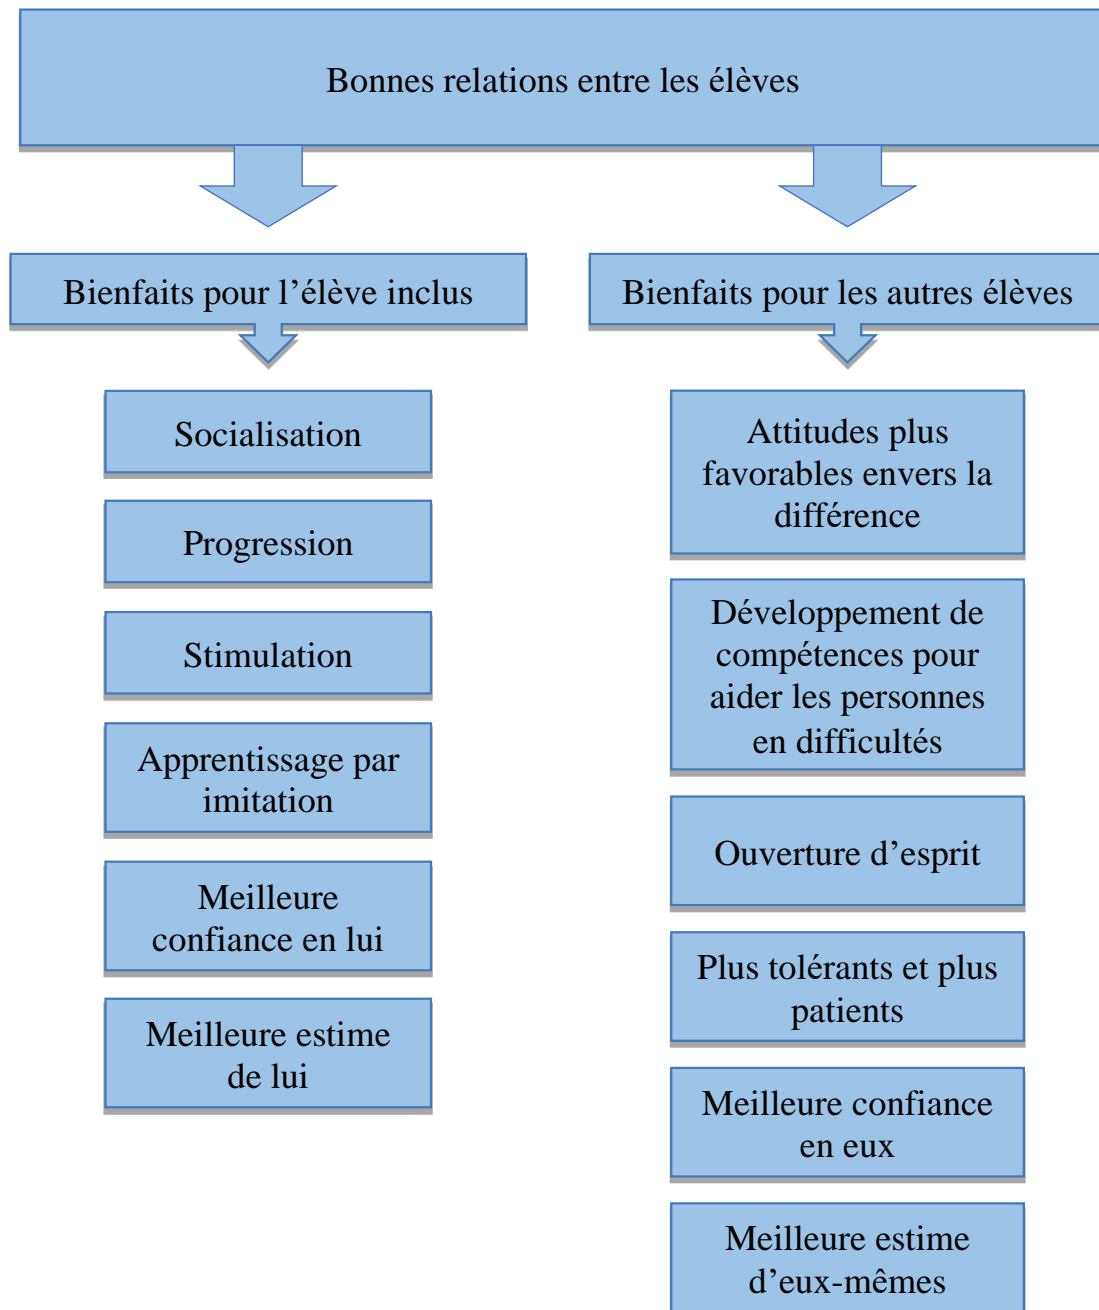 Bonnes relations entre les élèves
Bienfaits pour l’élève inclus
Socialisation
Progression
Stimulation
Apprentissage par
imitation
Meilleure
confiance en lui
Meilleure estime
de lui
Bienfaits pour les autres élèves
Attitudes plus
favorables envers la
différence
Développement de
compétences pour
aider les personnes
en difficultés
Ouverture d’esprit
Plus tolérants et plus
patients
Meilleure confiance
en eux
Meilleure estime
d’eux-mêmes